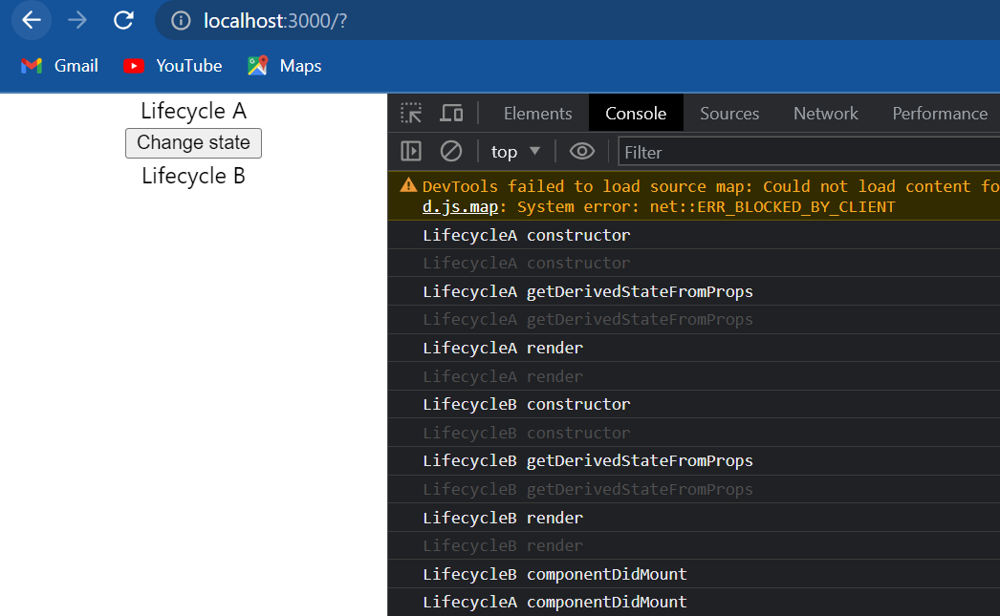 localhost:3000/?
Gmail YouTube Maps
Lifecycle A
Change state
Lifecycle B
Elements Console Sources Network Performance
top Filter
DevTools failed to load source map: Could not load content fo
d.js.map: System error: net::ERR_BLOCKED_BY_CLIENT
LifecycleA constructor
LifecycleA constructor
LifecycleA getDerivedStateFromProps
LifecycleA getDerivedStateFromProps
LifecycleA render
LifecycleA render
LifecycleB constructor
LifecycleB constructor
LifecycleB getDerivedStateFromProps
LifecycleB getDerivedStateFromProps
LifecycleB render
LifecycleB render
LifecycleB componentDidMount
LifecycleA componentDidMount